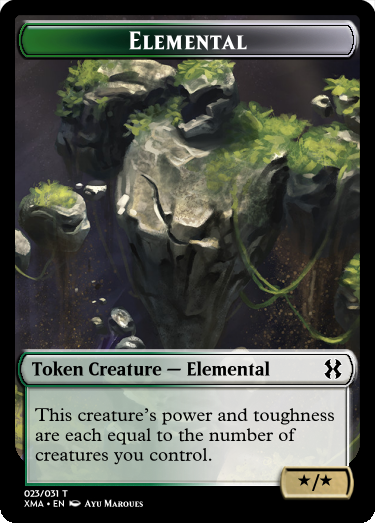 Elemental
Token Creature — Elemental
This creature's power and toughness
are each equal to the number of
creatures you control.
★/★
023/031 T
XMA • EN Ayu Marques